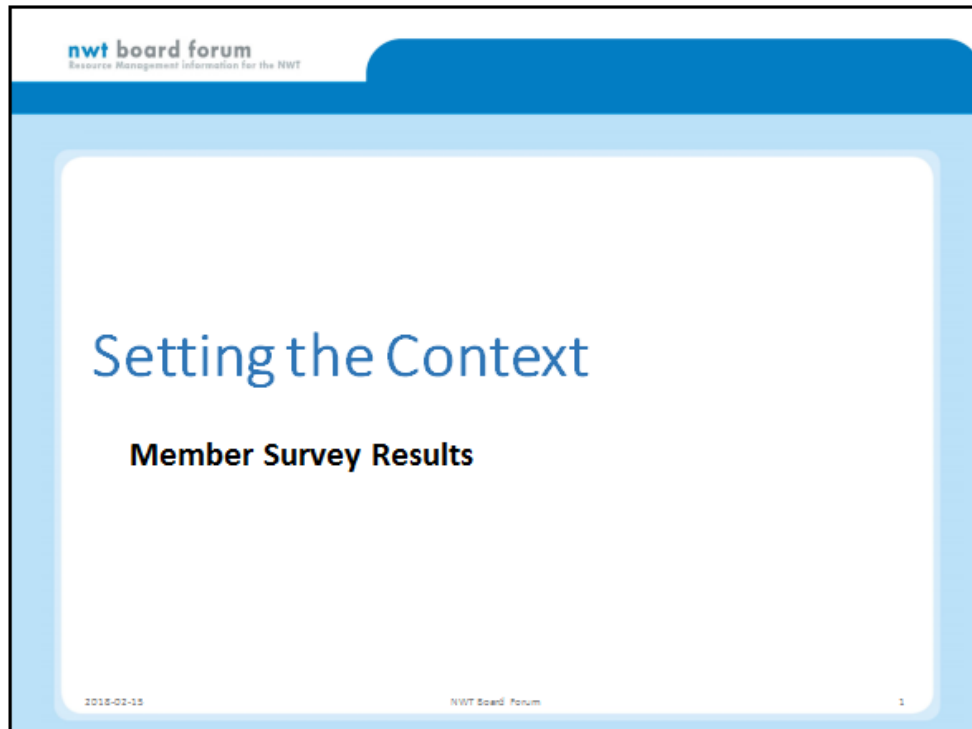 nwt board forum
Resource Management information for the NWT
Setting the Context
Member Survey Results
2018-02-15
NWT Board Forum
1